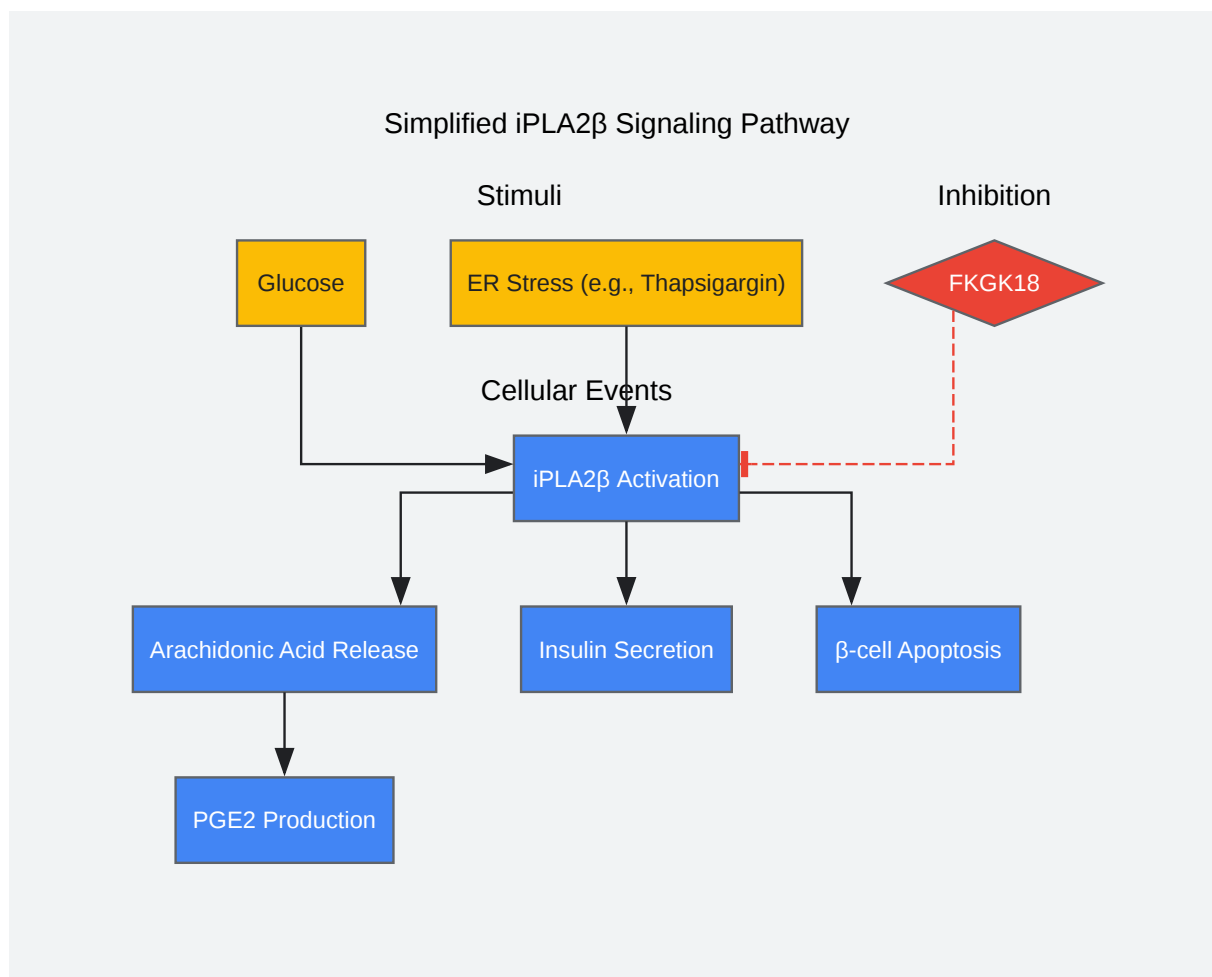 Simplified iPLA2β Signaling Pathway
Stimuli
Inhibition
Glucose
ER Stress (e.g., Thapsigargin)
FKGK18
Cellular Events
iPLA2β Activation
Arachidonic Acid Release
Insulin Secretion
β-cell Apoptosis
PGE2 Production